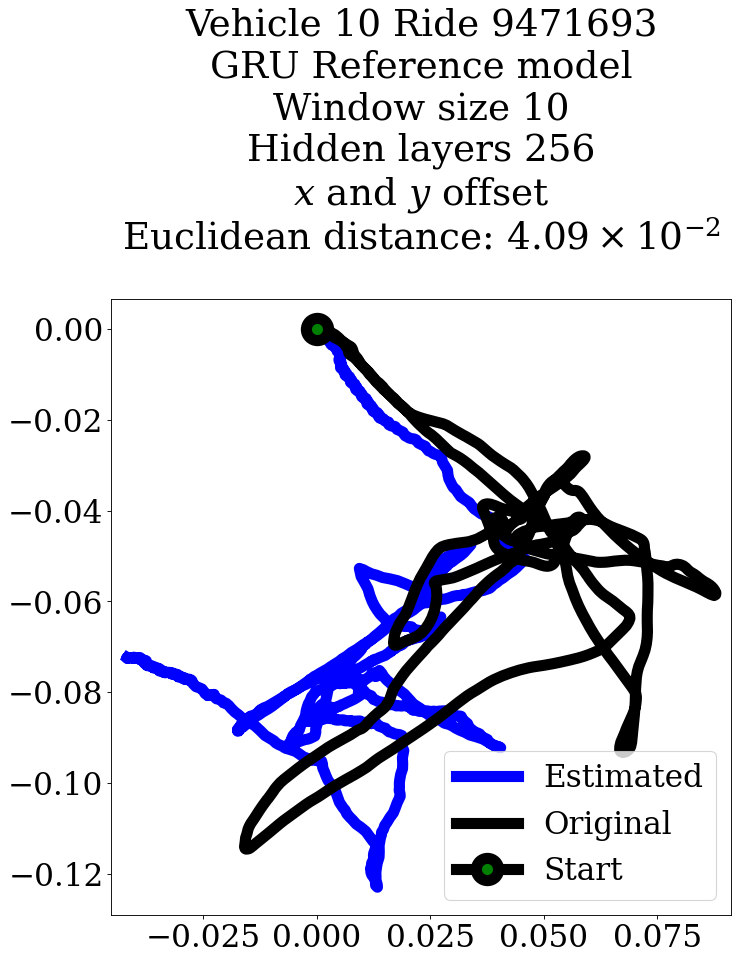 Vehicle 10 Ride 9471693
GRU Reference model
Window size 10
Hidden layers 256
x and y offset
Euclidean distance: 4.09 × 10⁻²
0.00
−0.02
−0.04
−0.06
−0.08
−0.10
−0.12
Estimated
Original
Start
−0.025 0.000 0.025 0.050 0.075